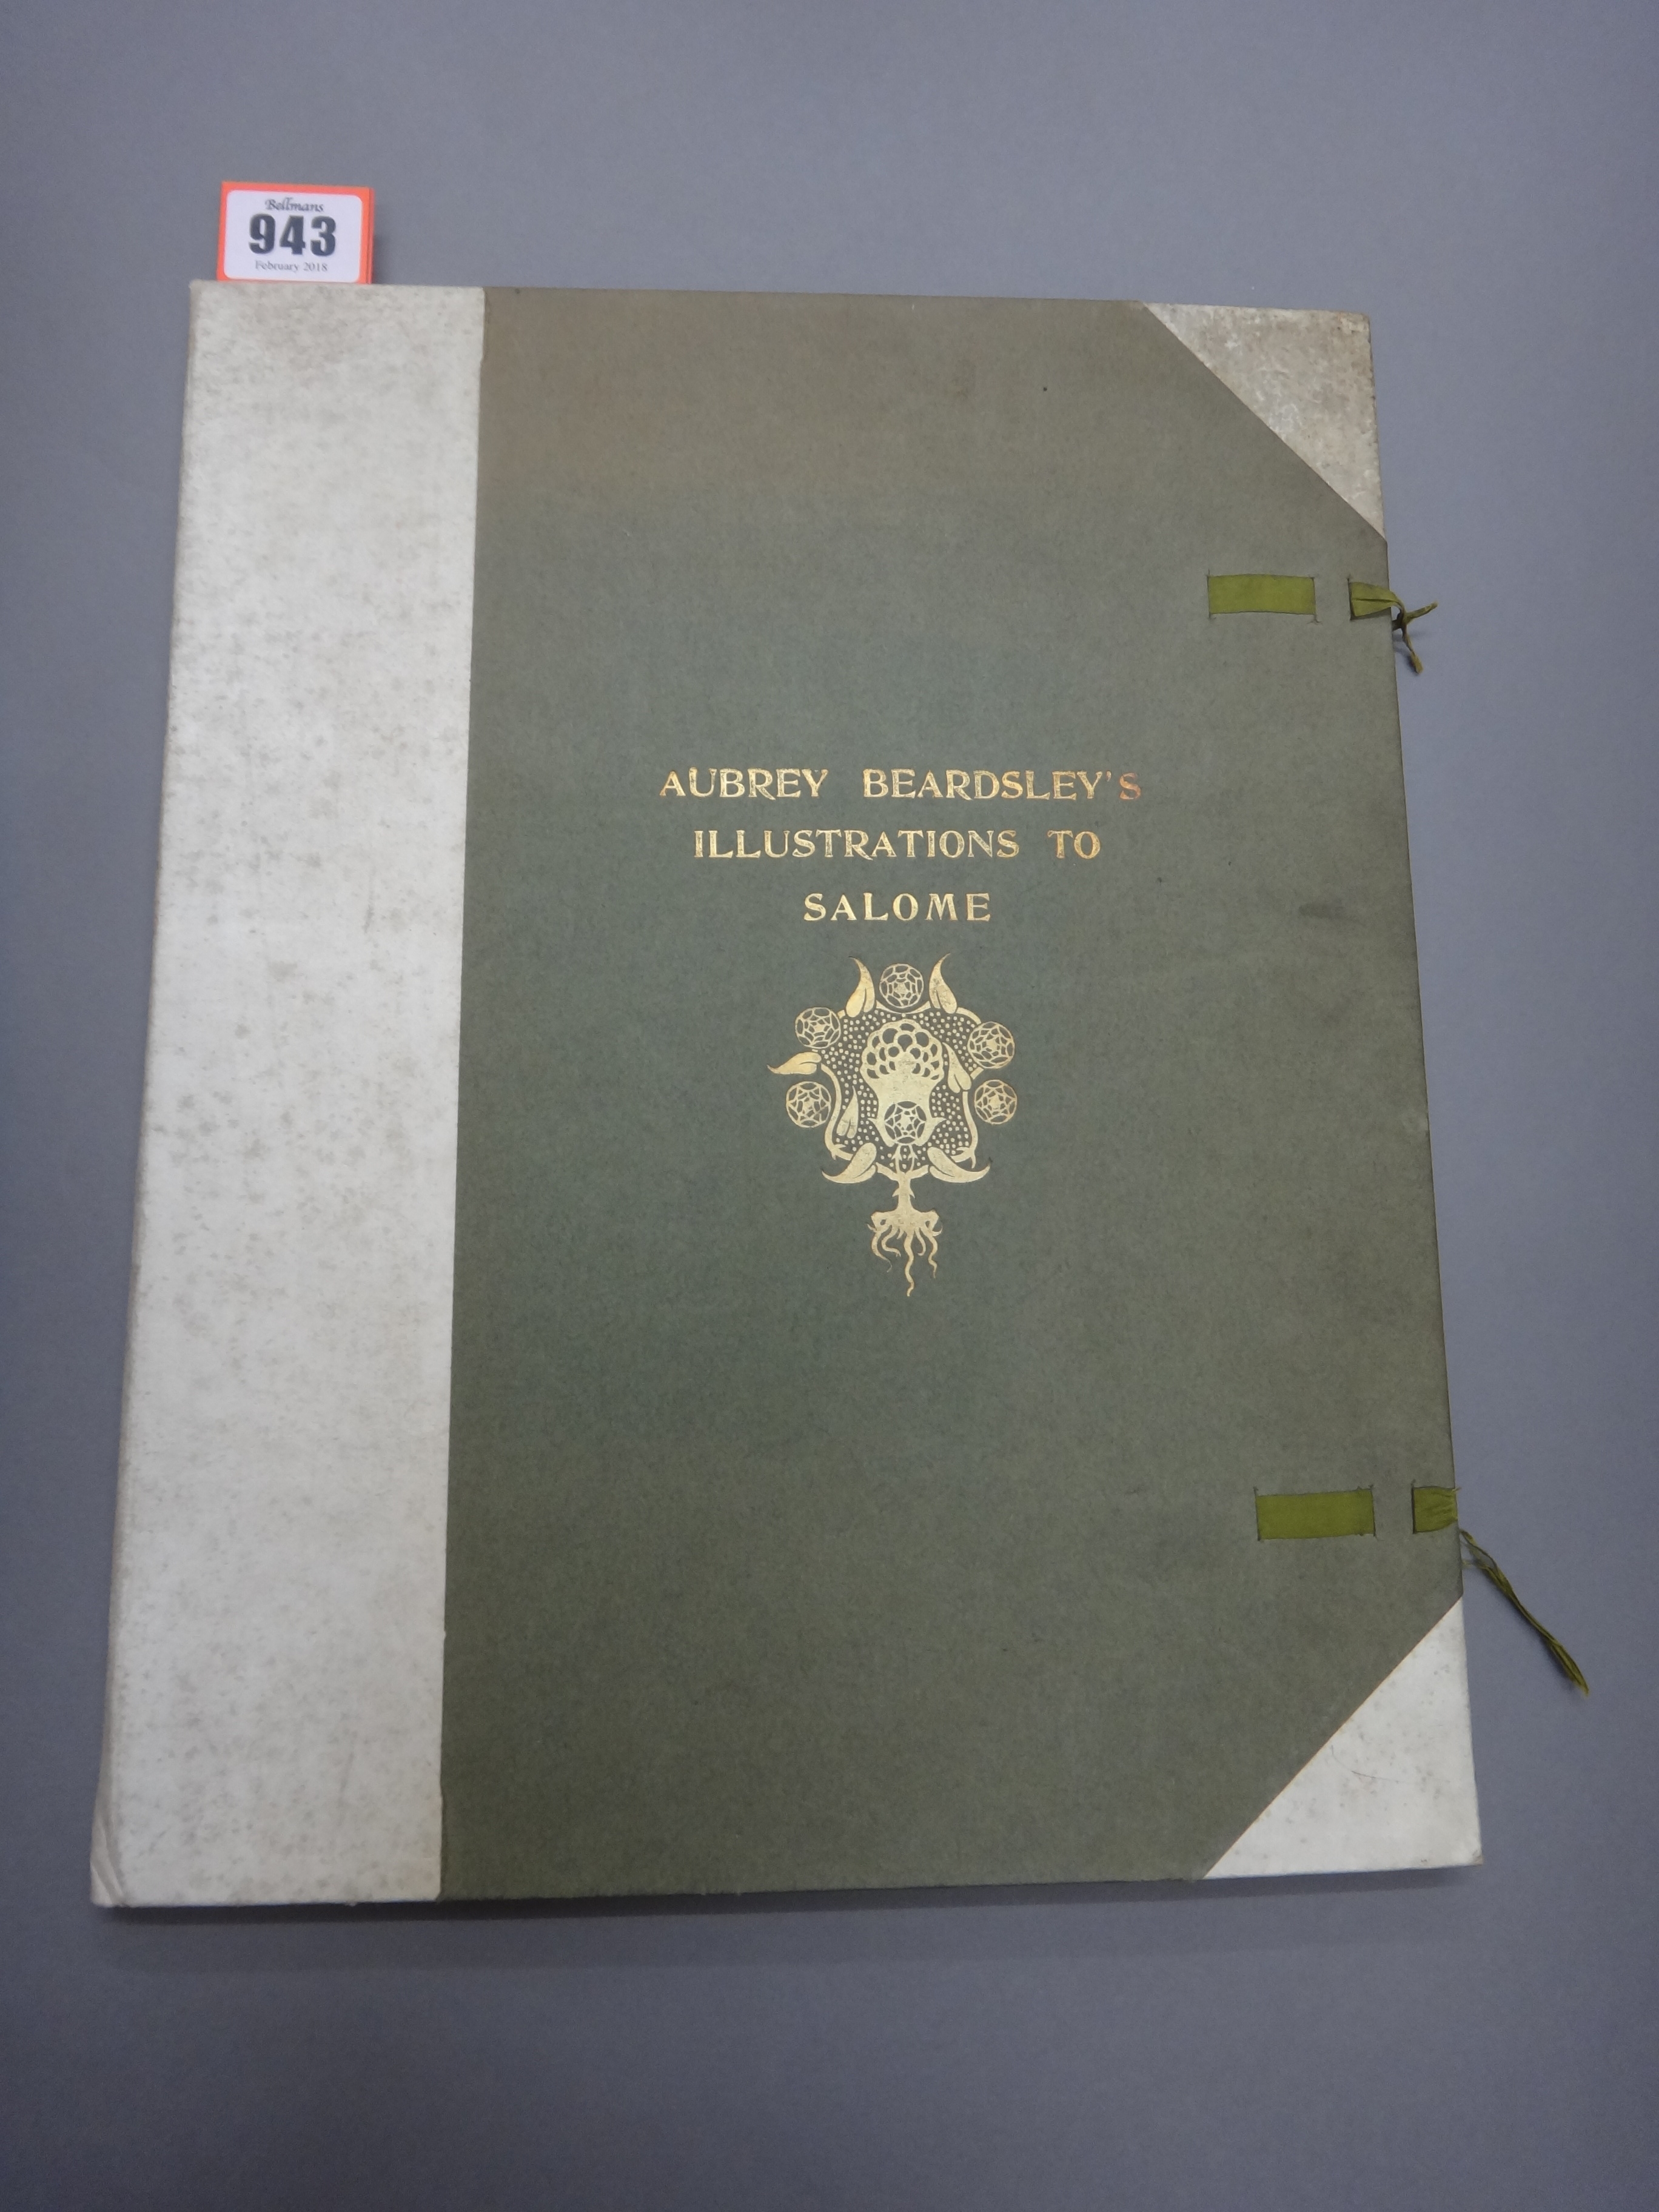 Bellmans
943
February 2018
AUBREY BEARDSLEY'S
ILLUSTRATIONS TO
SALOME